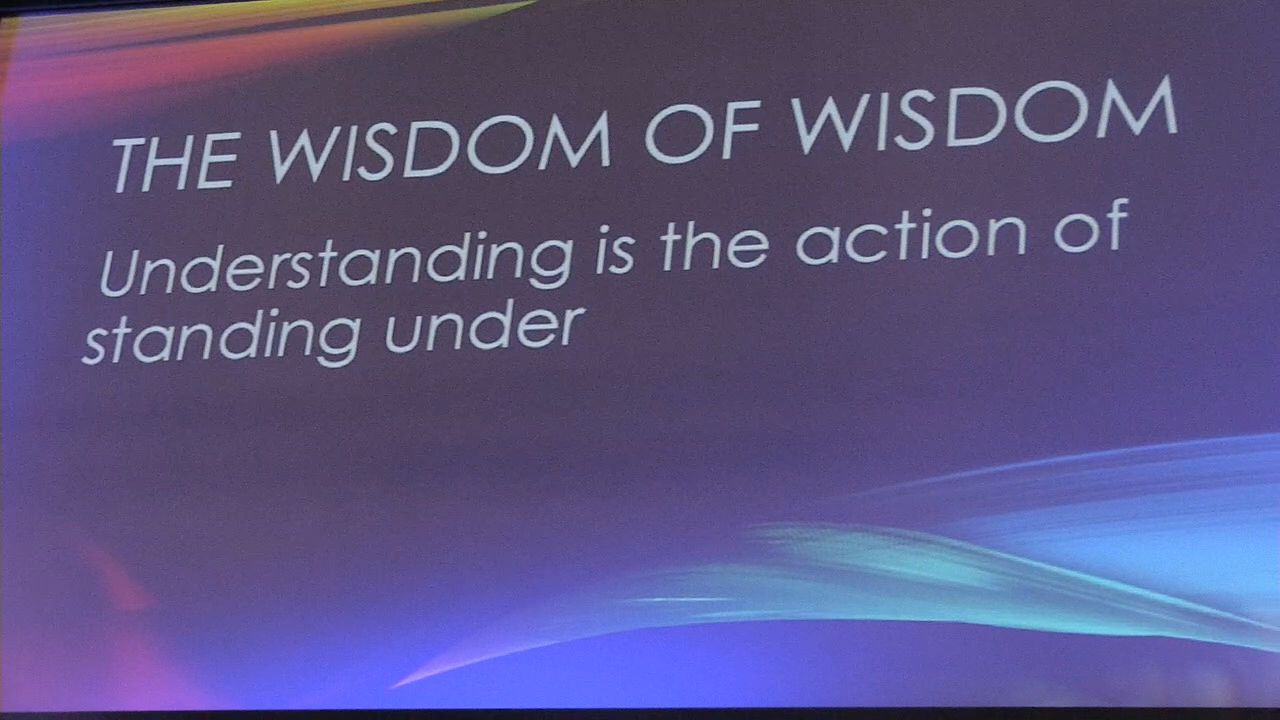 THE WISDOM OF WISDOM
Understanding is the action of
standing under